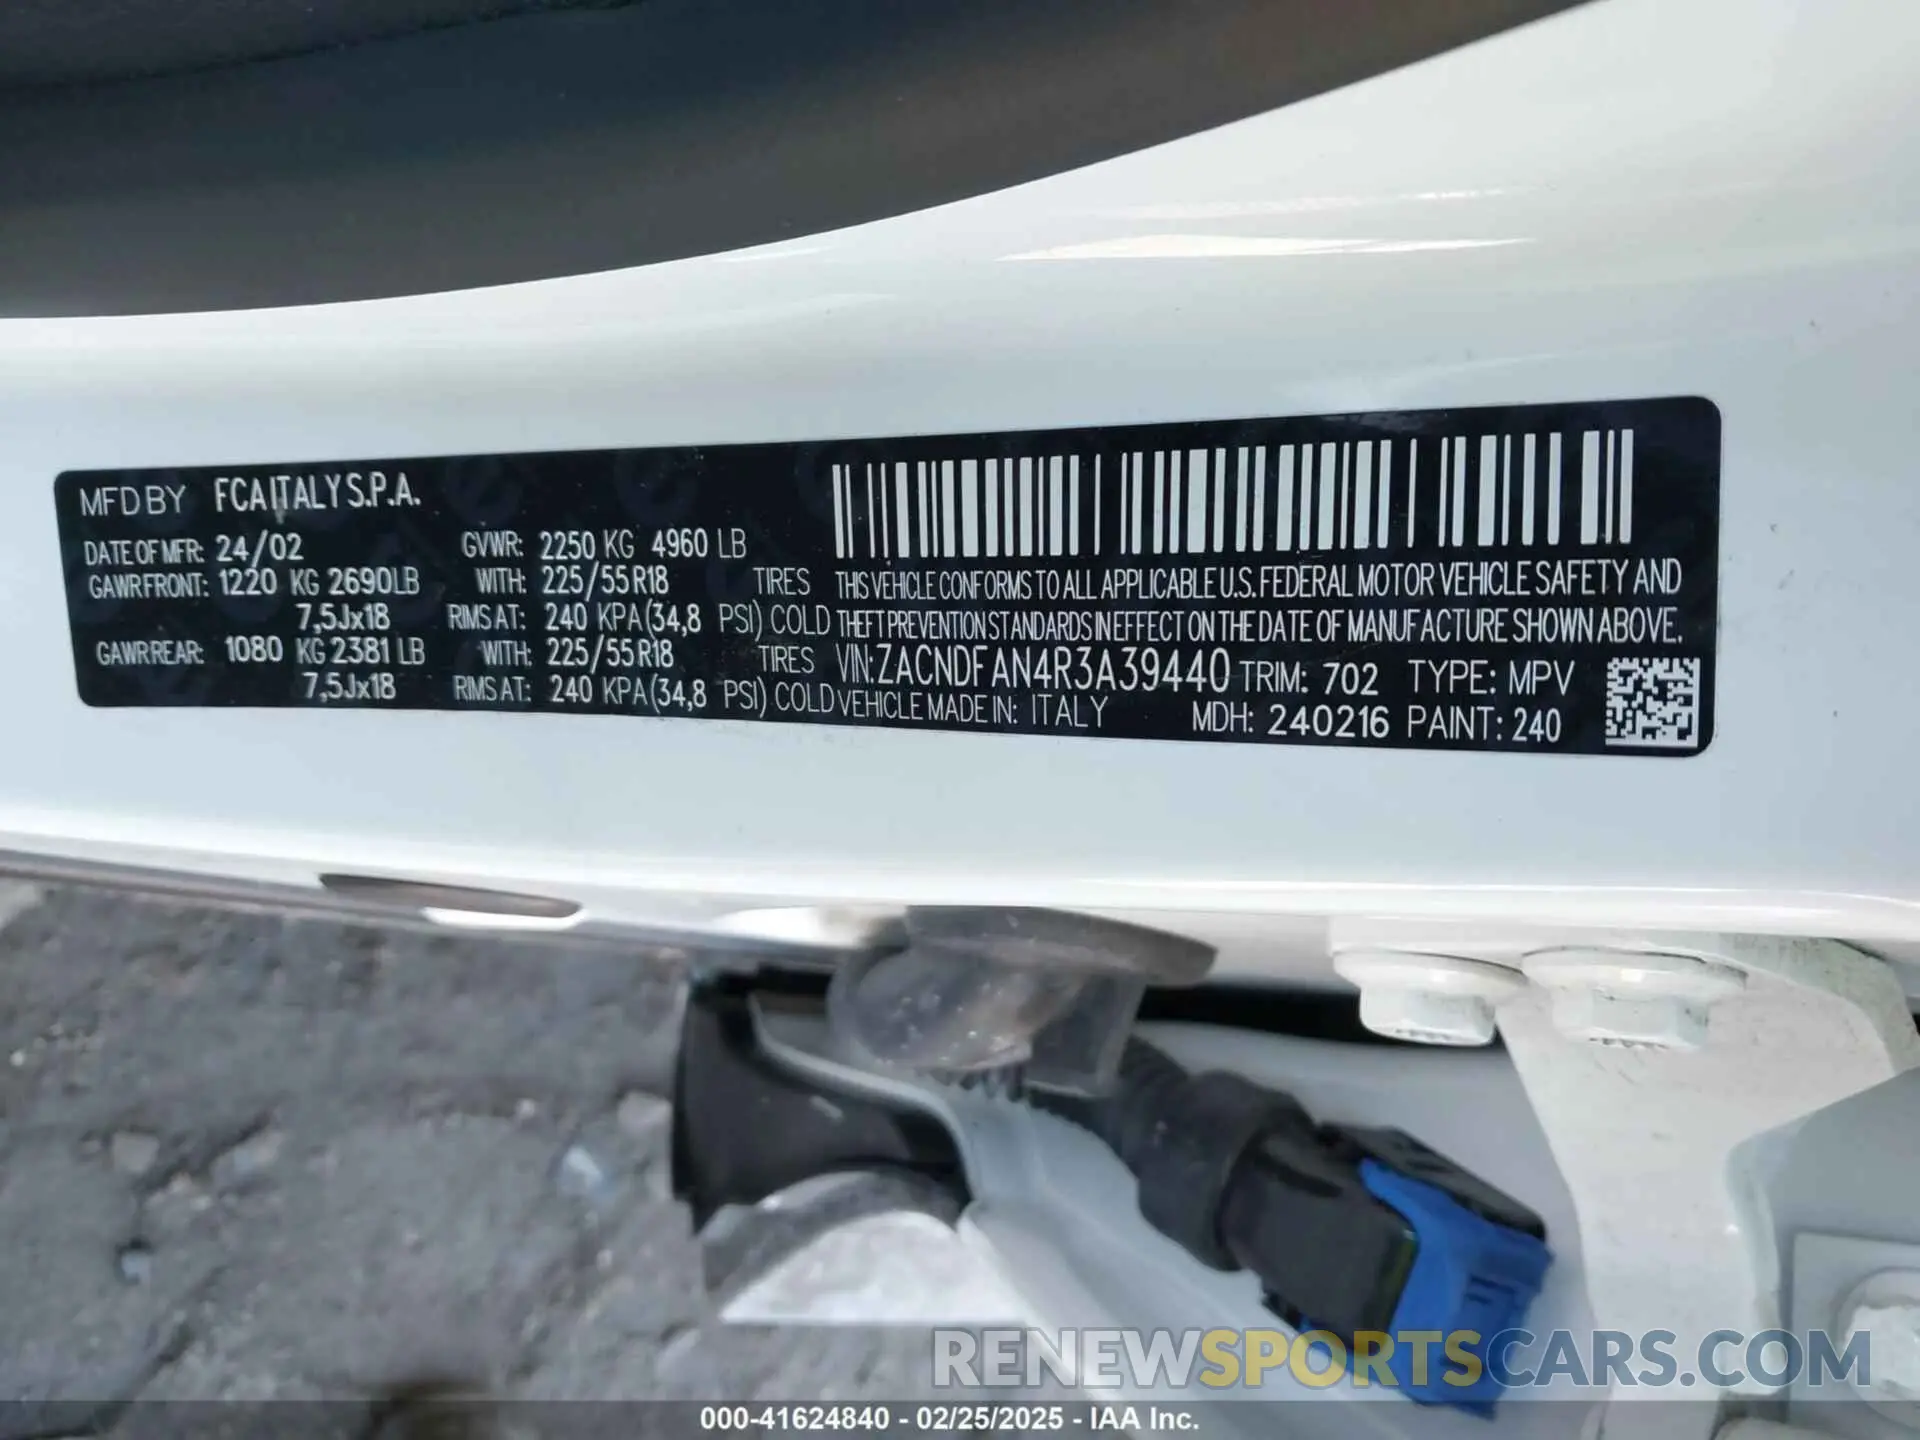 MFD BY FCA ITALY S.P.A.
DATE OF MFR: 24/02 GVWR: 2250 KG 4960 LB
GAWR FRONT: 1220 KG 2690 LB WITH: 225/55 R18 TIRES
7,5Jx18 RIMS AT: 240 KPA(34,8 PSI) COLD
GAWR REAR: 1080 KG 2381 LB WITH: 225/55 R18 TIRES
7,5Jx18 RIMS AT: 240 KPA(34,8 PSI) COLD
THIS VEHICLE CONFORMS TO ALL APPLICABLE U.S. FEDERAL MOTOR VEHICLE SAFETY AND
THEFT PREVENTION STANDARDS IN EFFECT ON THE DATE OF MANUFACTURE SHOWN ABOVE.
VIN: ZACNDFAN4R3A39440 TRIM: 702 TYPE: MPV
VEHICLE MADE IN: ITALY MDH: 240216 PAINT: 240
RENEWSPORTSCARS.COM
000-41624840 - 02/25/2025 - IAA Inc.